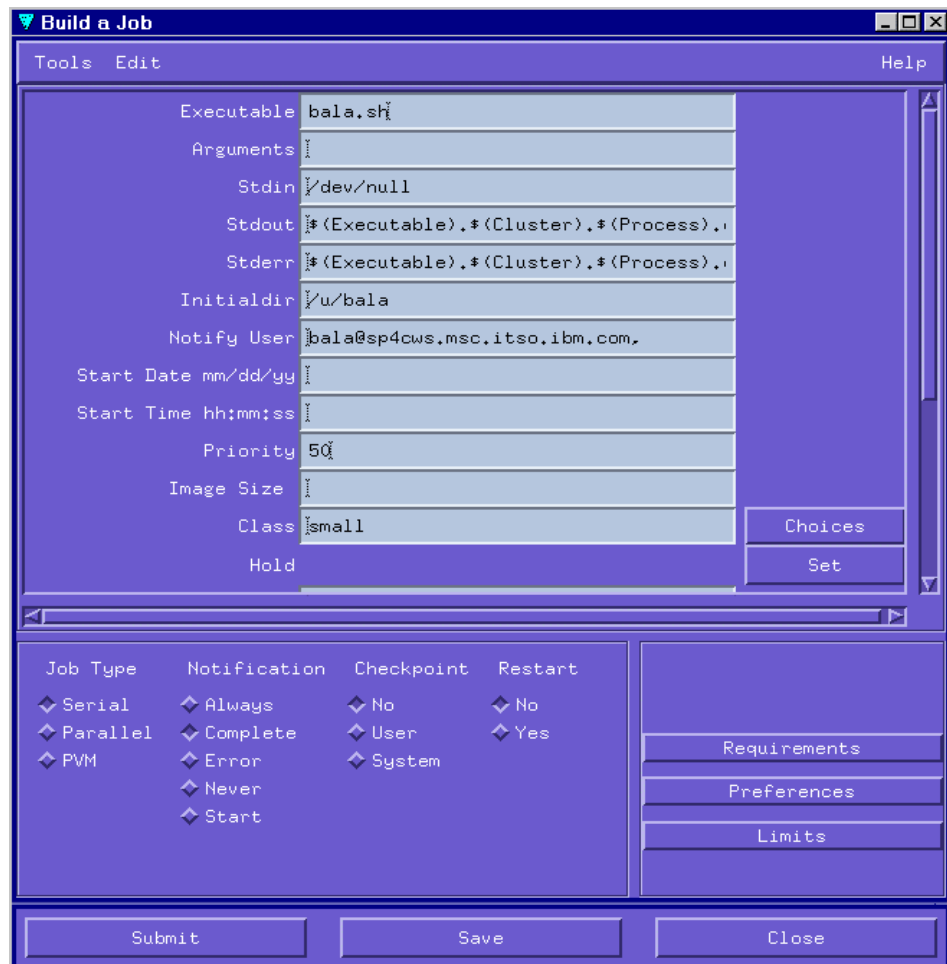 Build a Job
Tools Edit Help
Executable bala.sh
Arguments
Stdin /dev/null
Stdout $(Executable).$(Cluster).$(Process).
Stderr $(Executable).$(Cluster).$(Process).
Initialdir /u/bala
Notify User bala@sp4cws.msc.itso.ibm.com,
Start Date mm/dd/yy
Start Time hh:mm:ss
Priority 50
Image Size
Class small Choices
Hold Set
Job Type Notification Checkpoint Restart
Serial Always No No
Parallel Complete User Yes
PVM Error System
Never
Start
Requirements
Preferences
Limits
Submit Save Close